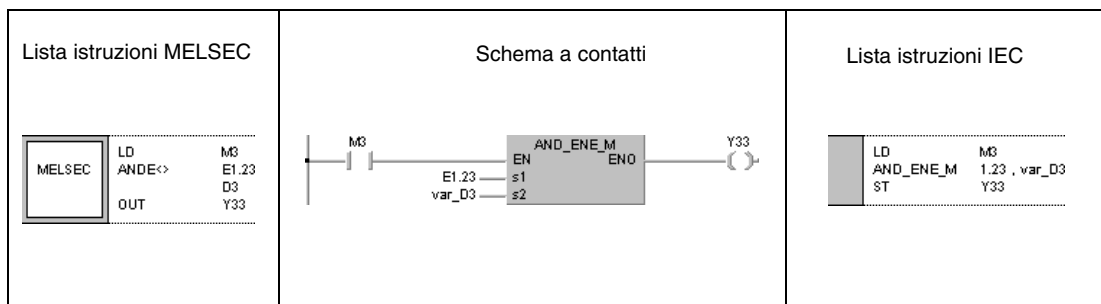 Lista istruzioni MELSEC
MELSEC
LD M3
ANDE<> E1.23
D3
OUT Y33
Schema a contatti
M3
AND_ENE_M
EN ENO
E1.23 s1
var_D3 s2
Y33
Lista istruzioni IEC
LD M3
AND_ENE_M 1.23 , var_D3
ST Y33